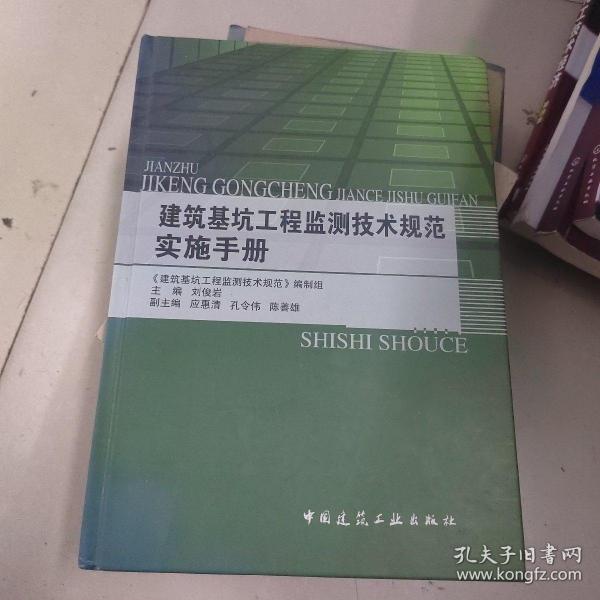 JIANZHU
JIKENG GONGCHENG JIANCE JISHU GUIFAN
建筑基坑工程监测技术规范
实施手册
《建筑基坑工程监测技术规范》编制组
主 编 刘俊岩
副主编 应惠清 孔令伟 陈善雄
SHISHI SHOUCE
中国建筑工业出版社
孔夫子旧书网
www.kongfz.com